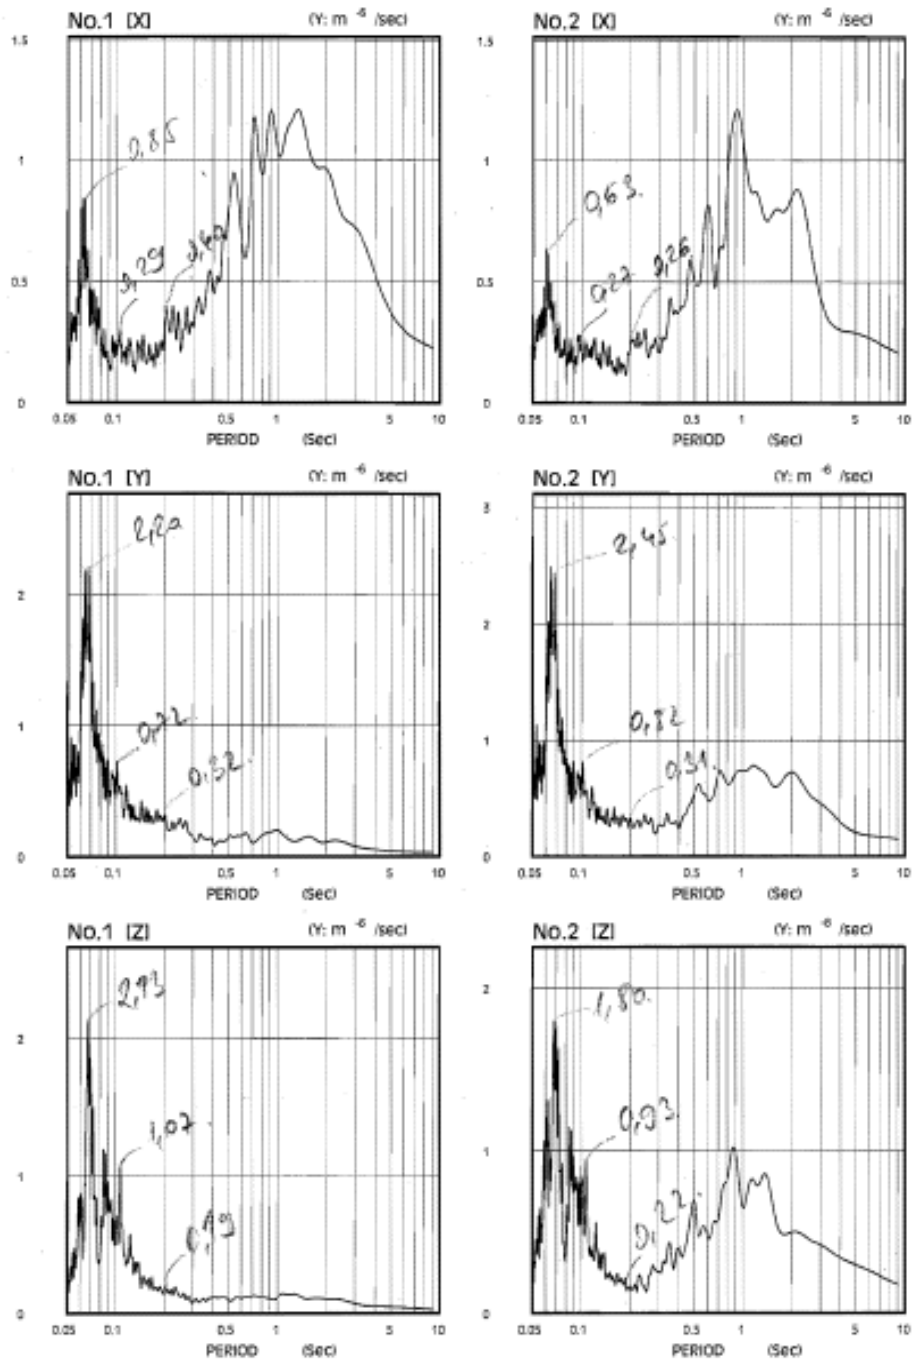 No.1 [X] (Y: m -6 /sec)
1.5
0,85
1
0,29 0,40
0.5
0
0.05 0.1 0.5 1 5 10
PERIOD (Sec)
No.2 [X] (Y: m -6 /sec)
1.5
1
0,63
0,27 0,26
0.5
0
0.05 0.1 0.5 1 5 10
PERIOD (Sec)
No.1 [Y] (Y: m -6 /sec)
2,20
2
1
0,72
0,32
0
0.05 0.1 0.5 1 5 10
PERIOD (Sec)
No.2 [Y] (Y: m -6 /sec)
3
2,45
2
1
0,82
0,31
0
0.05 0.1 0.5 1 5 10
PERIOD (Sec)
No.1 [Z] (Y: m -6 /sec)
2,13
2
1,07
1
0,19
0
0.05 0.1 0.5 1 5 10
PERIOD (Sec)
No.2 [Z] (Y: m -6 /sec)
2
1,80
1
0,93
0,22
0
0.05 0.1 0.5 1 5 10
PERIOD (Sec)